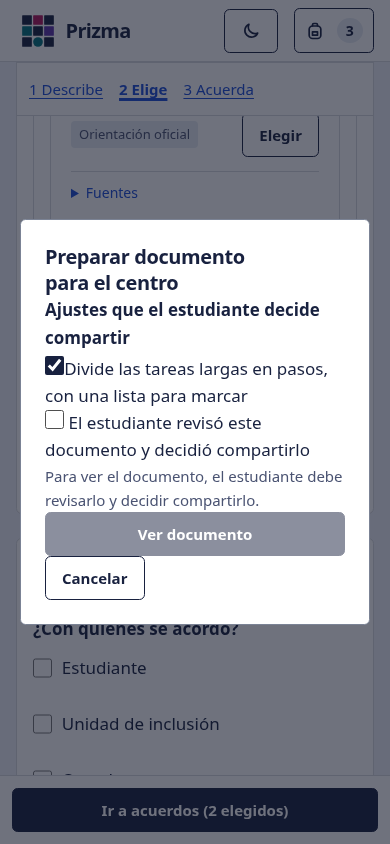 Prizma
3
1 Describe 2 Elige 3 Acuerda
Orientación oficial
Elegir
Fuentes
Preparar documento
para el centro
Ajustes que el estudiante decide
compartir
Divide las tareas largas en pasos,
con una lista para marcar
El estudiante revisó este
documento y decidió compartirlo
Para ver el documento, el estudiante debe
revisarlo y decidir compartirlo.
Ver documento
Cancelar
¿Con quiénes se acordó?
Estudiante
Unidad de inclusión
Ir a acuerdos (2 elegidos)